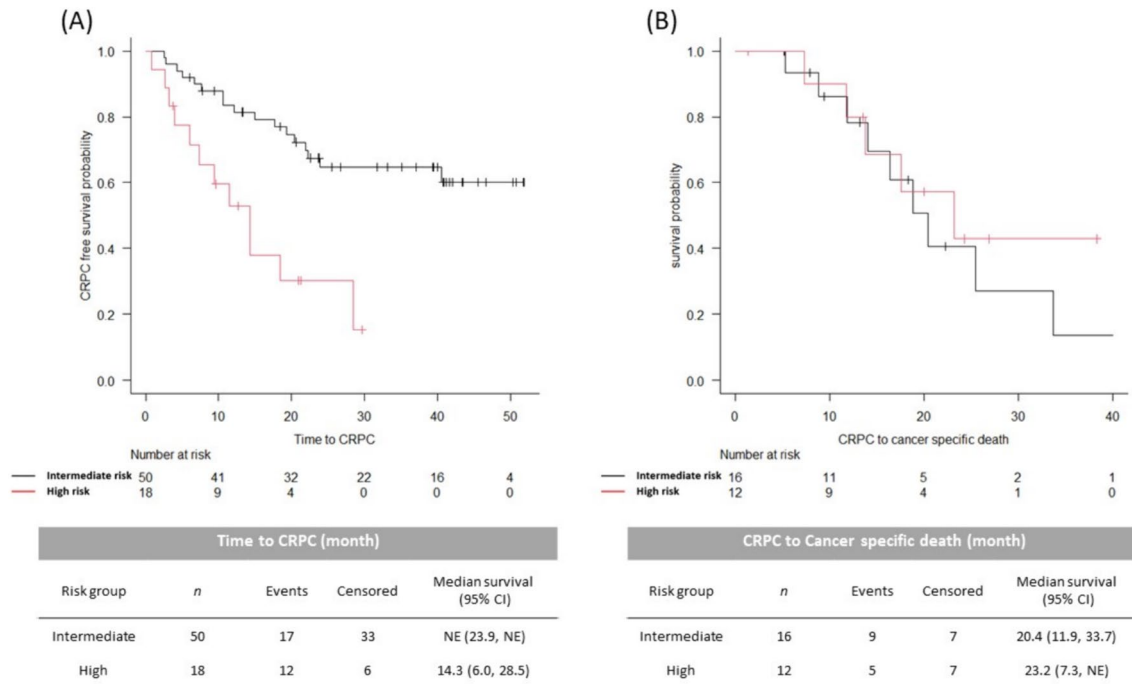 (A)
(B)
CRPC free survival probability
1.0
0.8
0.6
0.4
0.2
0.0
0 10 20 30 40 50
Time to CRPC
Number at risk
Intermediate risk 50 41 32 22 16 4
High risk 18 9 4 0 0 0
survival probability
1.0
0.8
0.6
0.4
0.2
0.0
0 10 20 30 40
CRPC to cancer specific death
Number at risk
Intermediate risk 16 11 5 2 1
High risk 12 9 4 1 0
Time to CRPC (month)
Risk group n Events Censored Median survival
(95% CI)
Intermediate 50 17 33 NE (23.9, NE)
High 18 12 6 14.3 (6.0, 28.5)
CRPC to Cancer specific death (month)
Risk group n Events Censored Median survival
(95% CI)
Intermediate 16 9 7 20.4 (11.9, 33.7)
High 12 5 7 23.2 (7.3, NE)